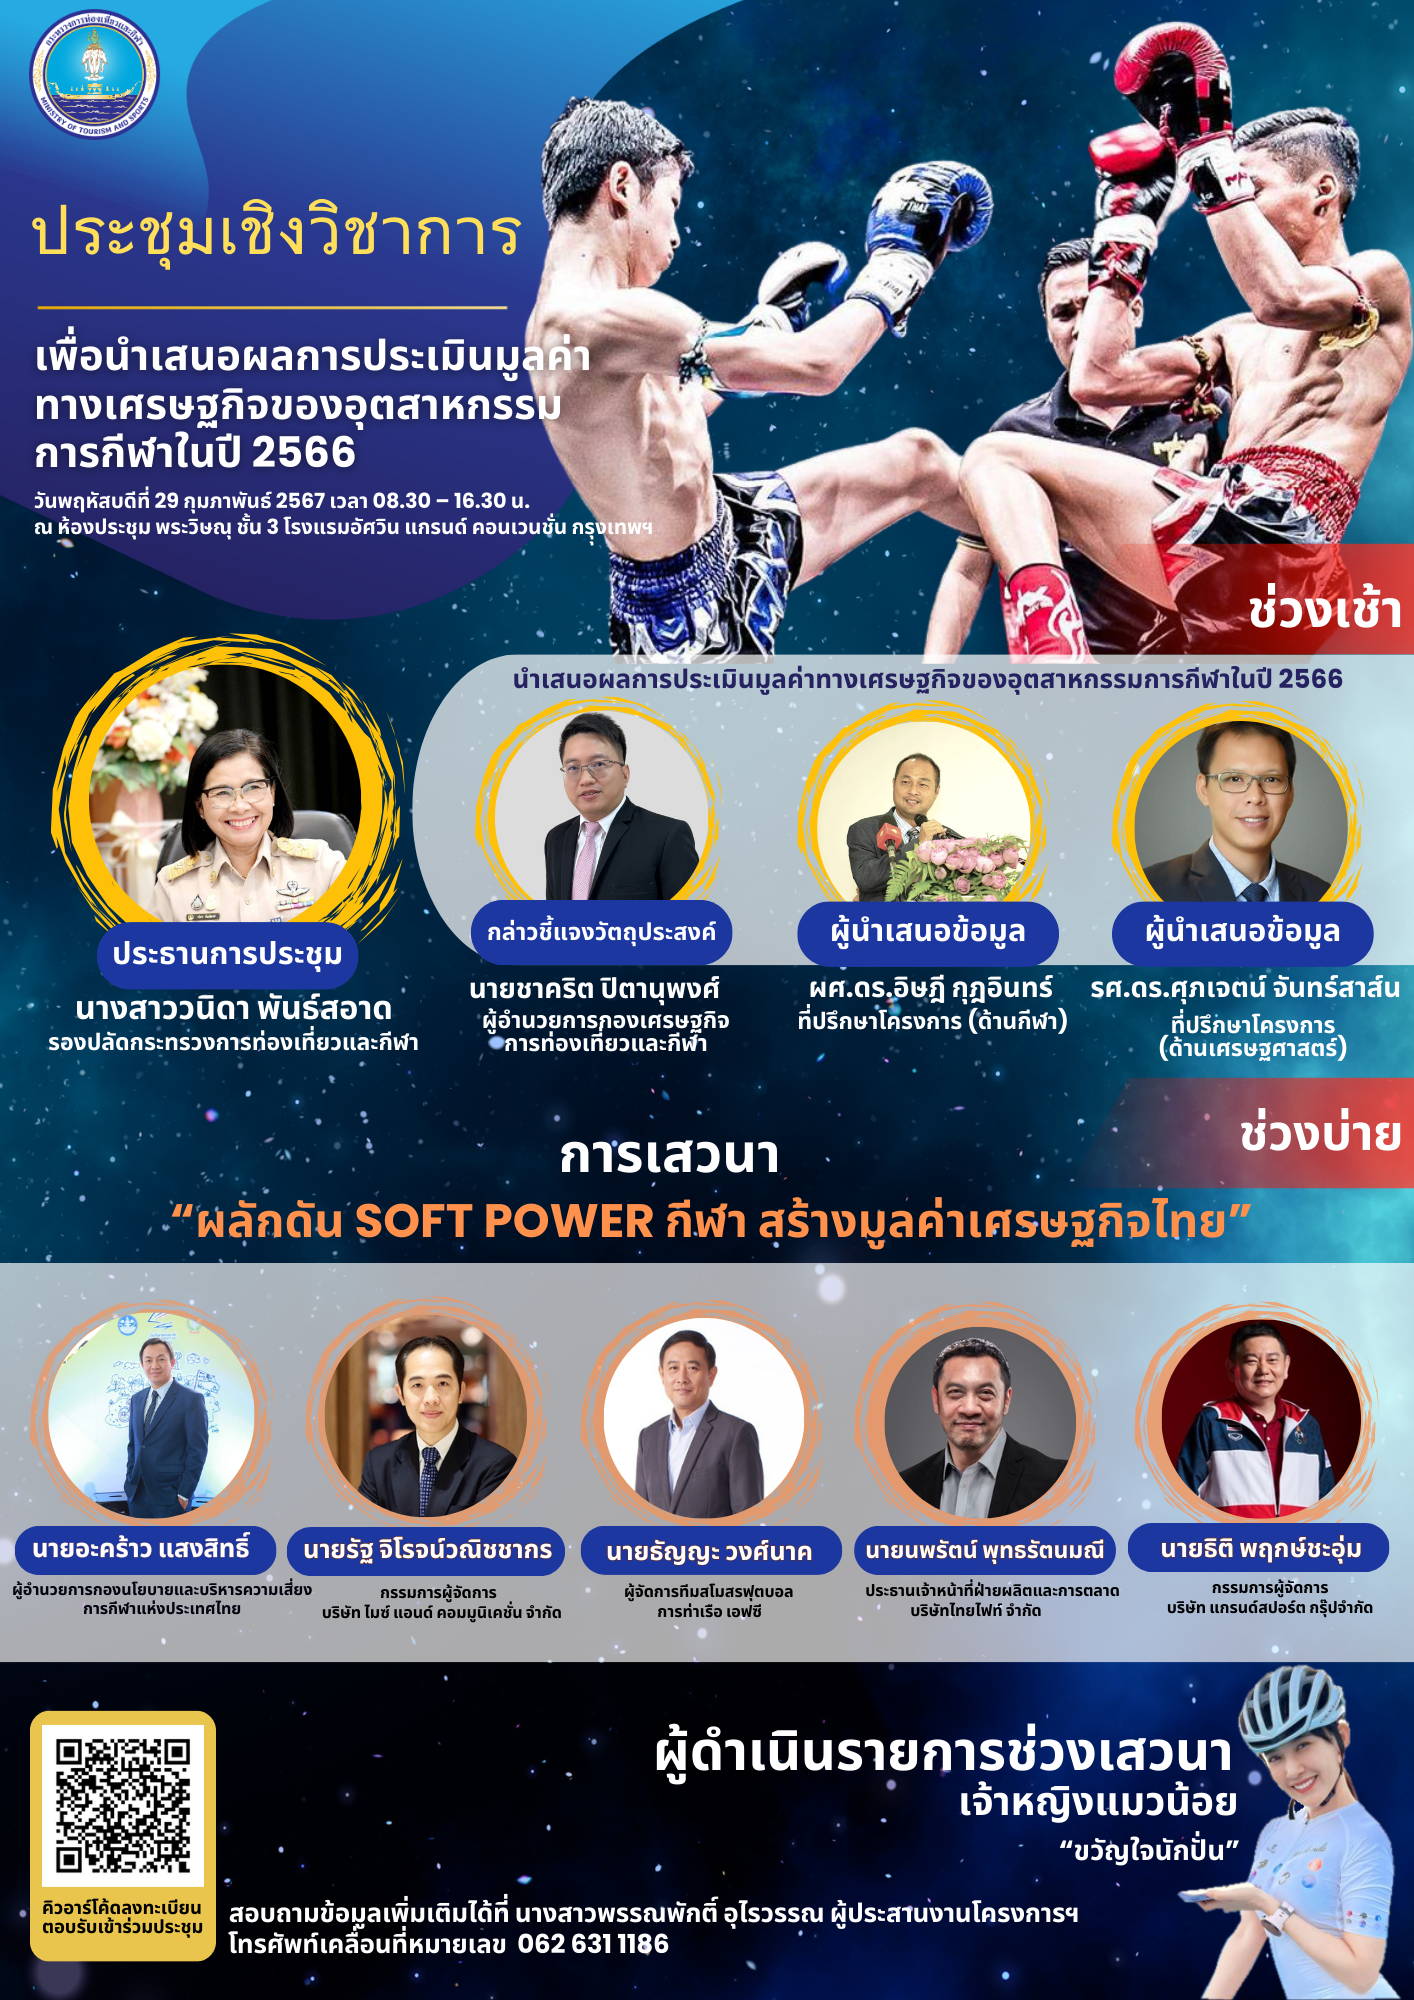 กระทรวงการท่องเที่ยวและกีฬา
MINISTRY OF TOURISM AND SPORTS
ประชุมเชิงวิชาการ
เพื่อนำเสนอผลการประเมินมูลค่า
ทางเศรษฐกิจของอุตสาหกรรม
การกีฬาในปี 2566
วันพฤหัสบดีที่ 29 กุมภาพันธ์ 2567 เวลา 08.30 – 16.30 น.
ณ ห้องประชุม พระวิษณุ ชั้น 3 โรงแรมอัศวิน แกรนด์ คอนเวนชั่น กรุงเทพฯ
ช่วงเช้า
นำเสนอผลการประเมินมูลค่าทางเศรษฐกิจของอุตสาหกรรมการกีฬาในปี 2566
ประธานการประชุม
นางสาววนิดา พันธ์สอาด
รองปลัดกระทรวงการท่องเที่ยวและกีฬา
กล่าวชี้แจงวัตถุประสงค์
นายชาคริต ปิตานุพงศ์
ผู้อำนวยการกองเศรษฐกิจ
การท่องเที่ยวและกีฬา
ผู้นำเสนอข้อมูล
ผศ.ดร.อิษฎี กุฎอินทร์
ที่ปรึกษาโครงการ (ด้านกีฬา)
ผู้นำเสนอข้อมูล
รศ.ดร.ศุภเจตน์ จันทร์สาส์น
ที่ปรึกษาโครงการ
(ด้านเศรษฐศาสตร์)
ช่วงบ่าย
การเสวนา
“ผลักดัน SOFT POWER กีฬา สร้างมูลค่าเศรษฐกิจไทย”
นายอะคร้าว แสงสิทธิ์
ผู้อำนวยการกองนโยบายและบริหารความเสี่ยง
การกีฬาแห่งประเทศไทย
นายรัฐ จิโรจน์วณิชชากร
กรรมการผู้จัดการ
บริษัท ไมซ์ แอนด์ คอมมูนิเคชั่น จำกัด
นายธัญญะ วงศ์นาค
ผู้จัดการทีมสโมสรฟุตบอล
การท่าเรือ เอฟซี
นายนพรัตน์ พุทธรัตนมณี
ประธานเจ้าหน้าที่ฝ่ายผลิตและการตลาด
บริษัทไทยไฟท์ จำกัด
นายธิติ พฤกษ์ชะอุ่ม
กรรมการผู้จัดการ
บริษัท แกรนด์สปอร์ต กรุ๊ปจำกัด
ผู้ดำเนินรายการช่วงเสวนา
เจ้าหญิงแมวน้อย
“ขวัญใจนักปั่น”
คิวอาร์โค้ดลงทะเบียน
ตอบรับเข้าร่วมประชุม
สอบถามข้อมูลเพิ่มเติมได้ที่ นางสาวพรรณพักติ์ อุไรวรรณ ผู้ประสานงานโครงการฯ
โทรศัพท์เคลื่อนที่หมายเลข 062 631 1186